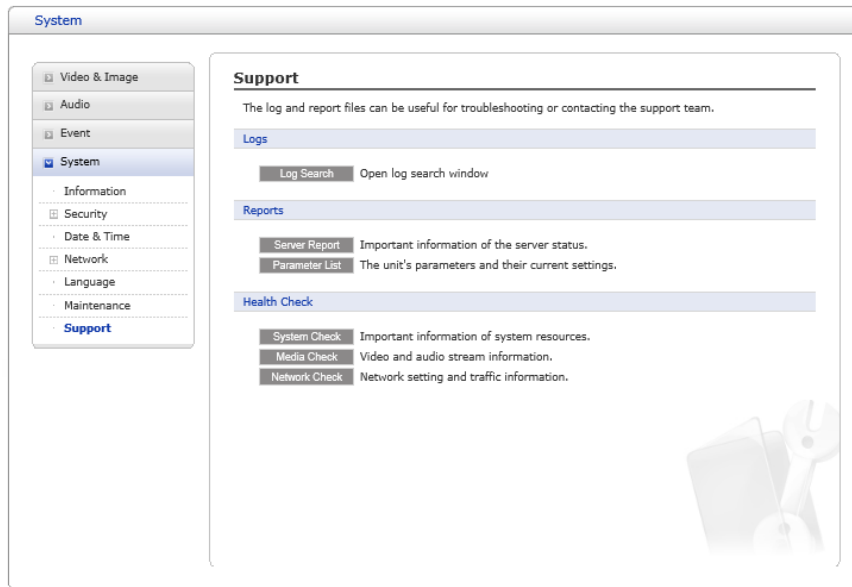 System
Video & Image
Audio
Event
System
Information
Security
Date & Time
Network
Language
Maintenance
Support
Support
The log and report files can be useful for troubleshooting or contacting the support team.
Logs
Log Search Open log search window
Reports
Server Report Important information of the server status.
Parameter List The unit's parameters and their current settings.
Health Check
System Check Important information of system resources.
Media Check Video and audio stream information.
Network Check Network setting and traffic information.